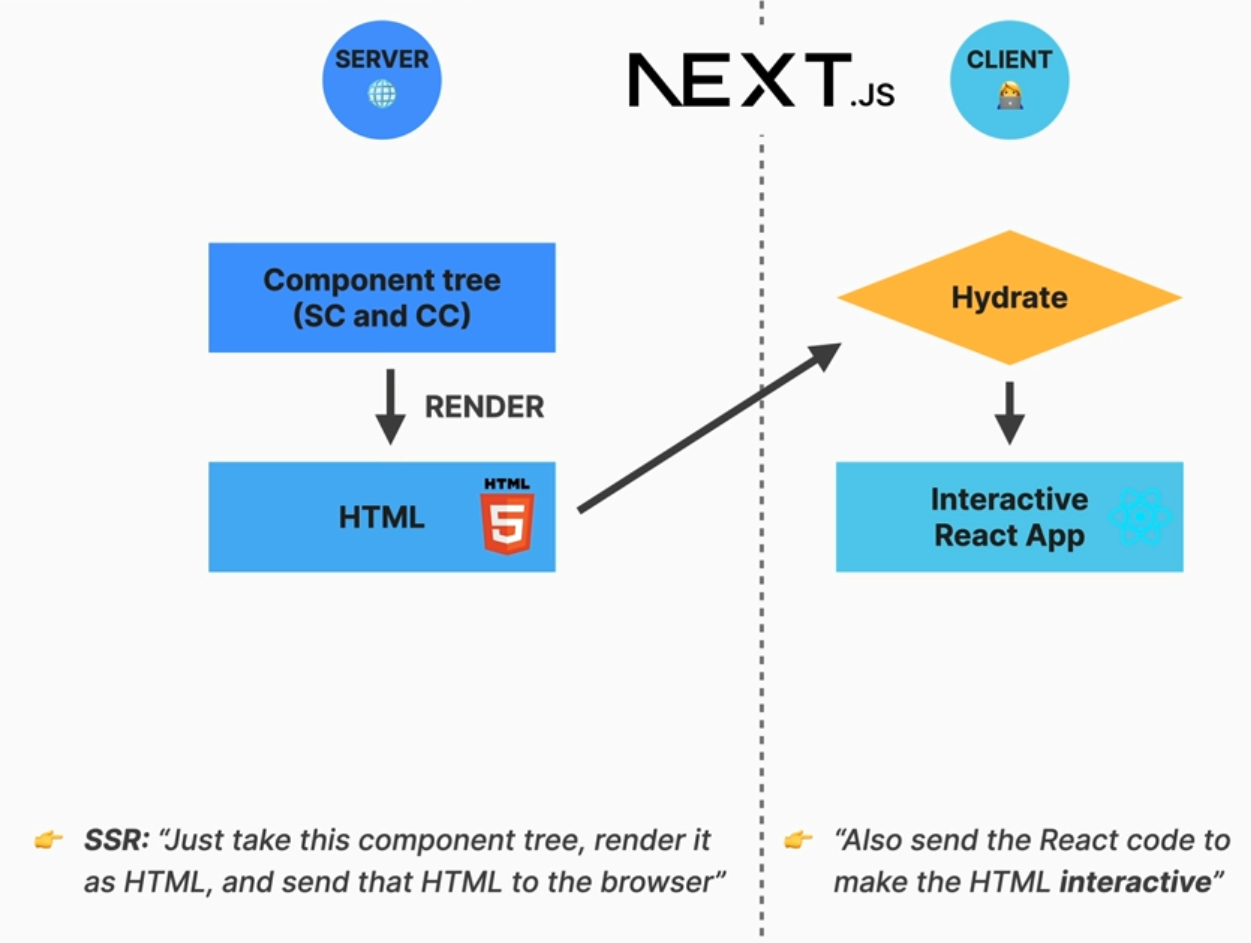 SERVER
NEXT.JS
CLIENT
Component tree
(SC and CC)
Hydrate
RENDER
HTML
HTML
5
Interactive
React App
SSR: “Just take this component tree, render it
as HTML, and send that HTML to the browser”
“Also send the React code to
make the HTML interactive”